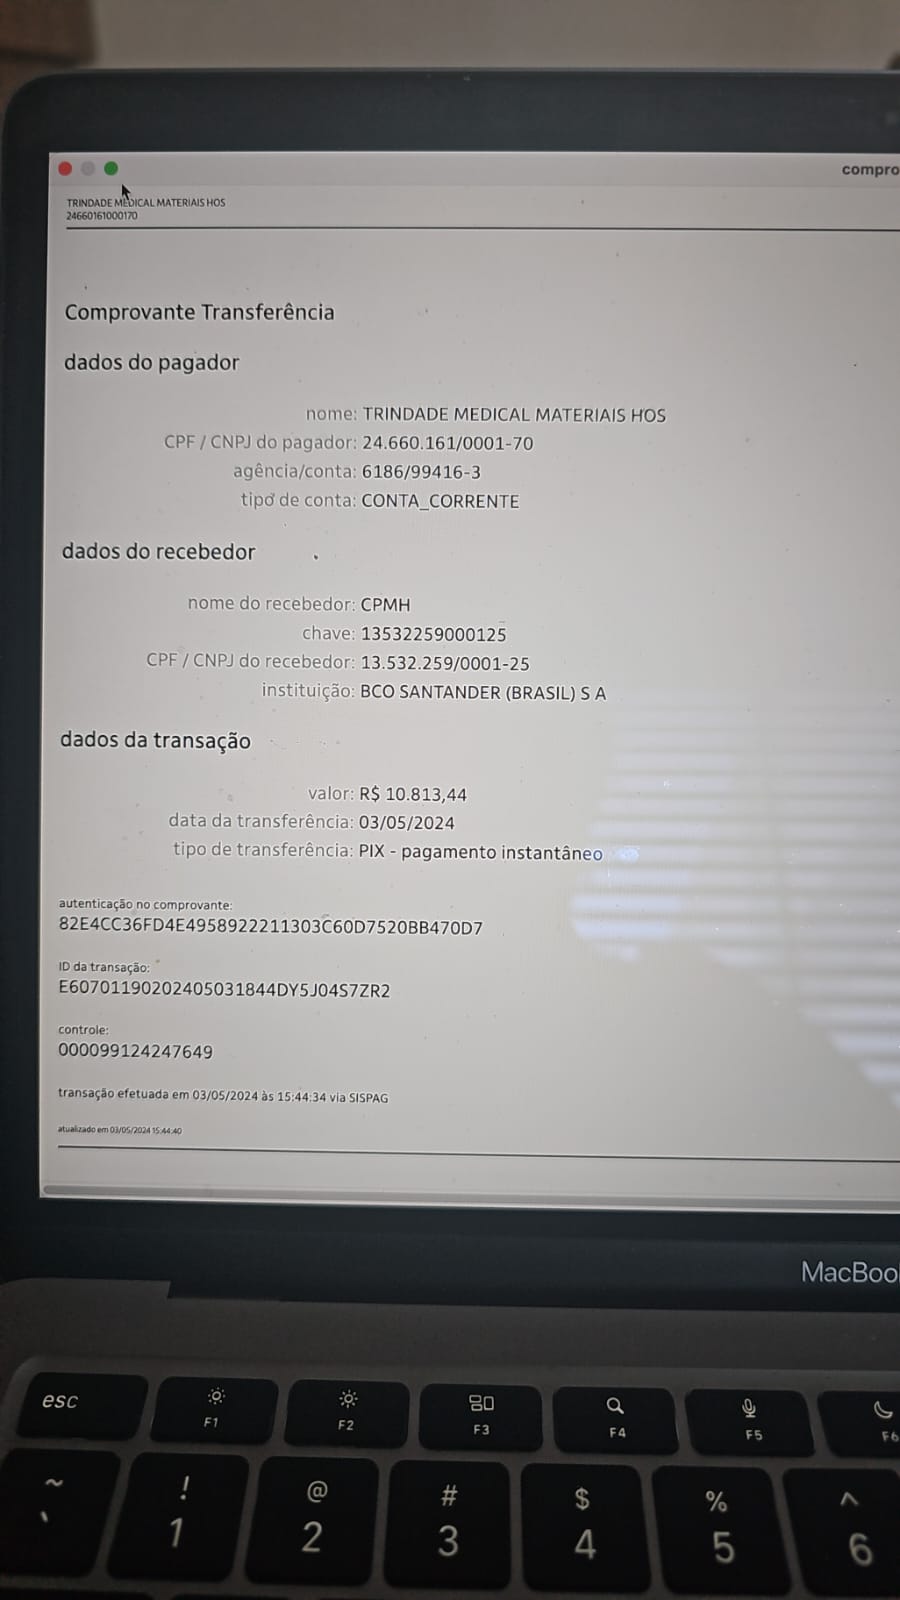 compro
TRINDADE MEDICAL MATERIAIS HOS
24660161000170
Comprovante Transferência
dados do pagador
nome: TRINDADE MEDICAL MATERIAIS HOS
CPF / CNPJ do pagador: 24.660.161/0001-70
agência/conta: 6186/99416-3
tipo de conta: CONTA_CORRENTE
dados do recebedor
nome do recebedor: CPMH
chave: 13532259000125
CPF / CNPJ do recebedor: 13.532.259/0001-25
instituição: BCO SANTANDER (BRASIL) S A
dados da transação
valor: R$ 10.813,44
data da transferência: 03/05/2024
tipo de transferência: PIX - pagamento instantâneo
autenticação no comprovante:
82E4CC36FD4E4958922211303C60D7520BB470D7
ID da transação:
E60701190202405031844DY5J04S7ZR2
controle:
000099124247649
transação efetuada em 03/05/2024 às 15:44:34 via SISPAG
atualizado em 03/05/2024 15:44:40
MacBoo
esc F1 F2 F3 F4 F5 F6
~ ! @ # $ % ^
` 1 2 3 4 5 6